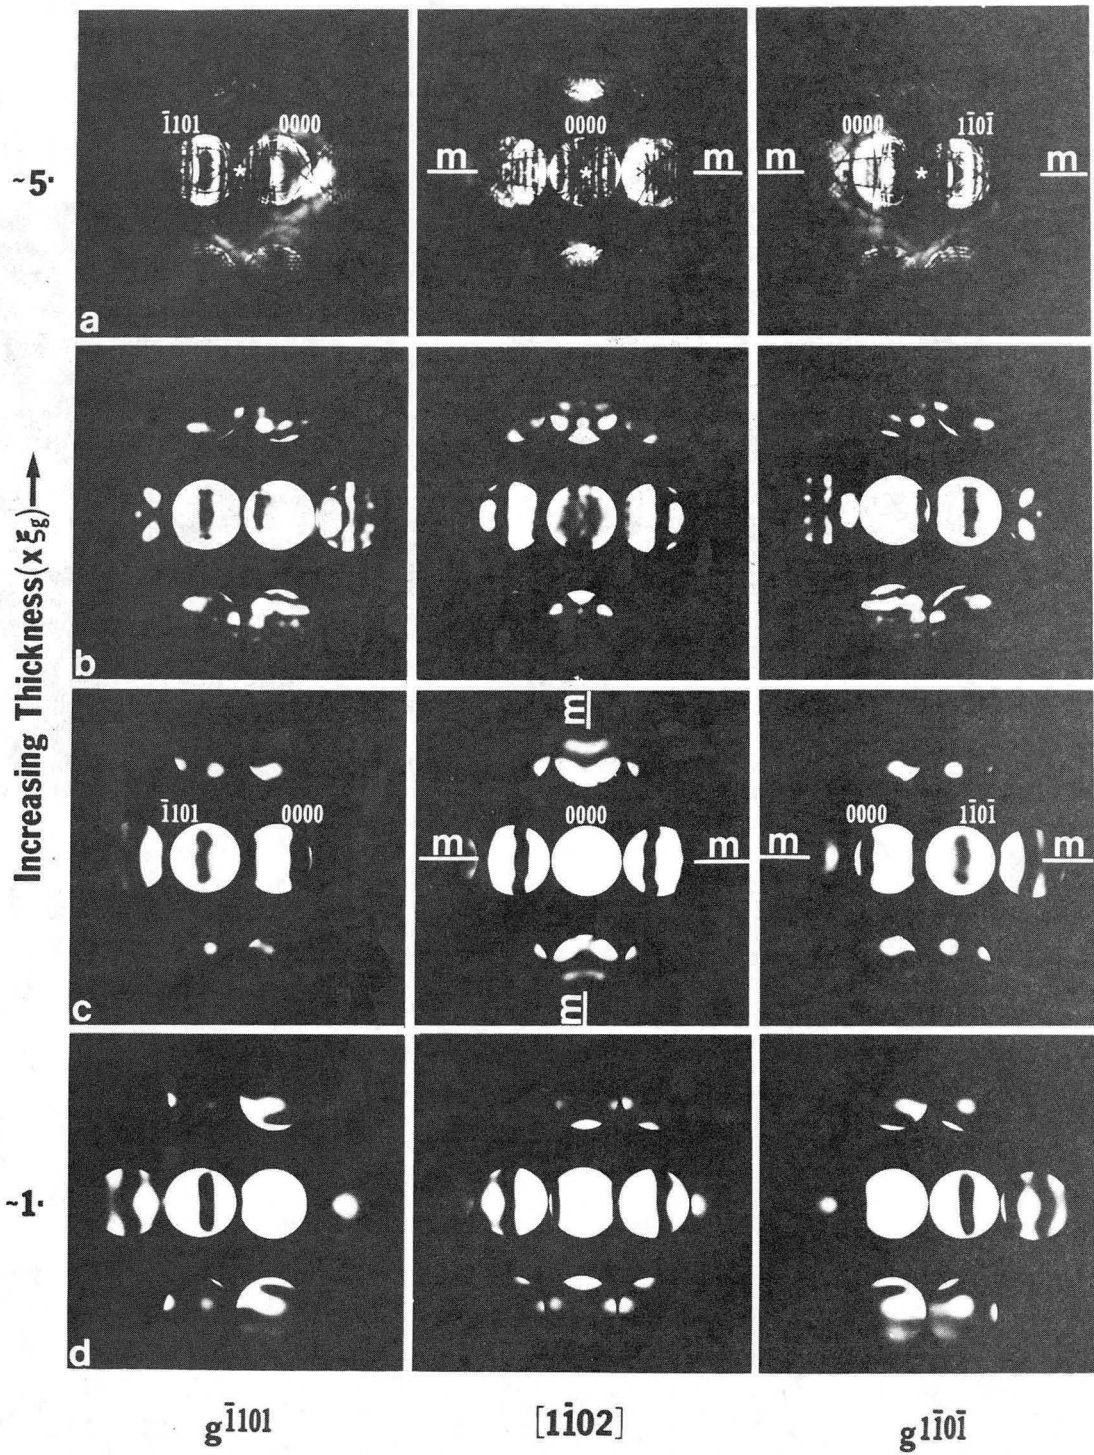 Increasing Thickness(xξg)→
~5·
1̄101 0000
a
0000
m m
0000 11̄01̄
m m
b
1̄101 0000
c
m
0000
m m
m
0000 11̄01̄
m m
~1·
d
g1̄101 [11̄02] g11̄01̄